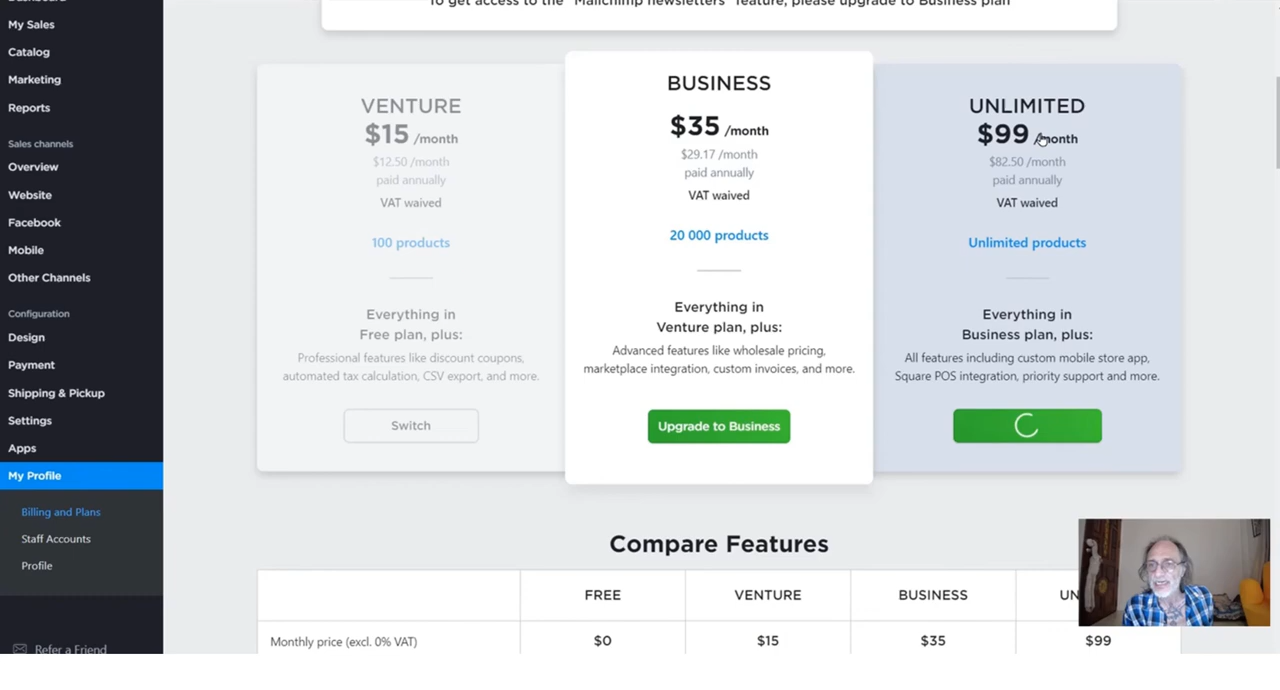 Dashboard
My Sales
Catalog
Marketing
Reports
Sales channels
Overview
Website
Facebook
Mobile
Other Channels
Configuration
Design
Payment
Shipping & Pickup
Settings
Apps
My Profile
Billing and Plans
Staff Accounts
Profile
Refer a Friend
To get access to the "Mailchimp newsletters" feature, please upgrade to Business plan
VENTURE
$15 /month
$12.50 /month
paid annually
VAT waived
100 products
Everything in
Free plan, plus:
Professional features like discount coupons,
automated tax calculation, CSV export, and more.
Switch
BUSINESS
$35 /month
$29.17 /month
paid annually
VAT waived
20 000 products
Everything in
Venture plan, plus:
Advanced features like wholesale pricing,
marketplace integration, custom invoices, and more.
Upgrade to Business
UNLIMITED
$99 /month
$82.50 /month
paid annually
VAT waived
Unlimited products
Everything in
Business plan, plus:
All features including custom mobile store app,
Square POS integration, priority support and more.
Compare Features
FREE VENTURE BUSINESS UN
Monthly price (excl. 0% VAT) $0 $15 $35 $99